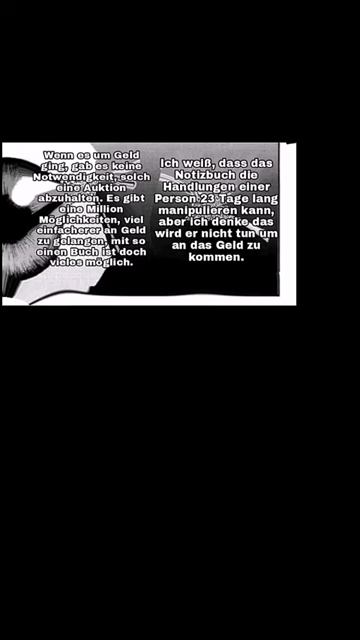 Wenn es um Geld
ging, gab es keine
Notwendigkeit, solch
eine Auktion
abzuhalten. Es gibt
eine Million
Möglichkeiten, viel
einfacherer an Geld
zu gelangen, mit so
einen Buch ist doch
vieles möglich.
Ich weiß, dass das
Notizbuch die
Handlungen einer
Person 23 Tage lang
manipulieren kann,
aber ich denke das
wird er nicht tun um
an das Geld zu
kommen.